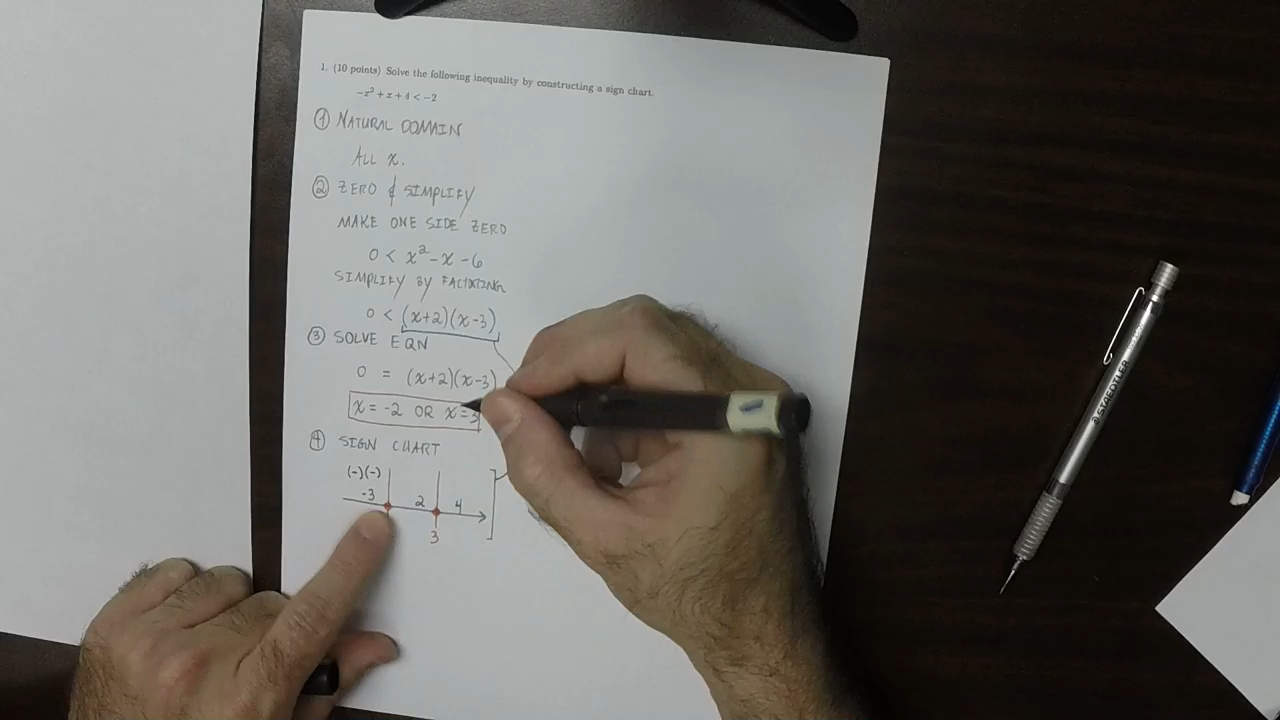 1. (10 points) Solve the following inequality by constructing a sign chart.
-x² + x + 4 < -2
① NATURAL DOMAIN
ALL x.
② ZERO & SIMPLIFY
MAKE ONE SIDE ZERO
0 < x² - x - 6
SIMPLIFY BY FACTORING
0 < (x+2)(x-3)
③ SOLVE EQN
0 = (x+2)(x-3)
x = -2 OR x = 3
④ SIGN CHART
(-)(-)
-3 2 4
3
STAEDTLER